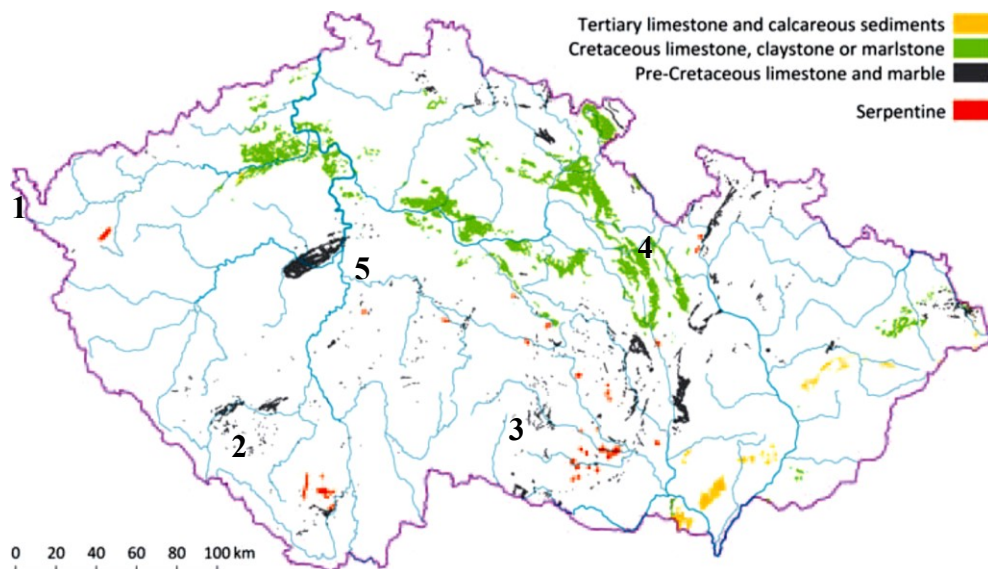 Tertiary limestone and calcareous sediments
Cretaceous limestone, claystone or marlstone
Pre-Cretaceous limestone and marble
Serpentine
1
4
5
3
2
0 20 40 60 80 100 km